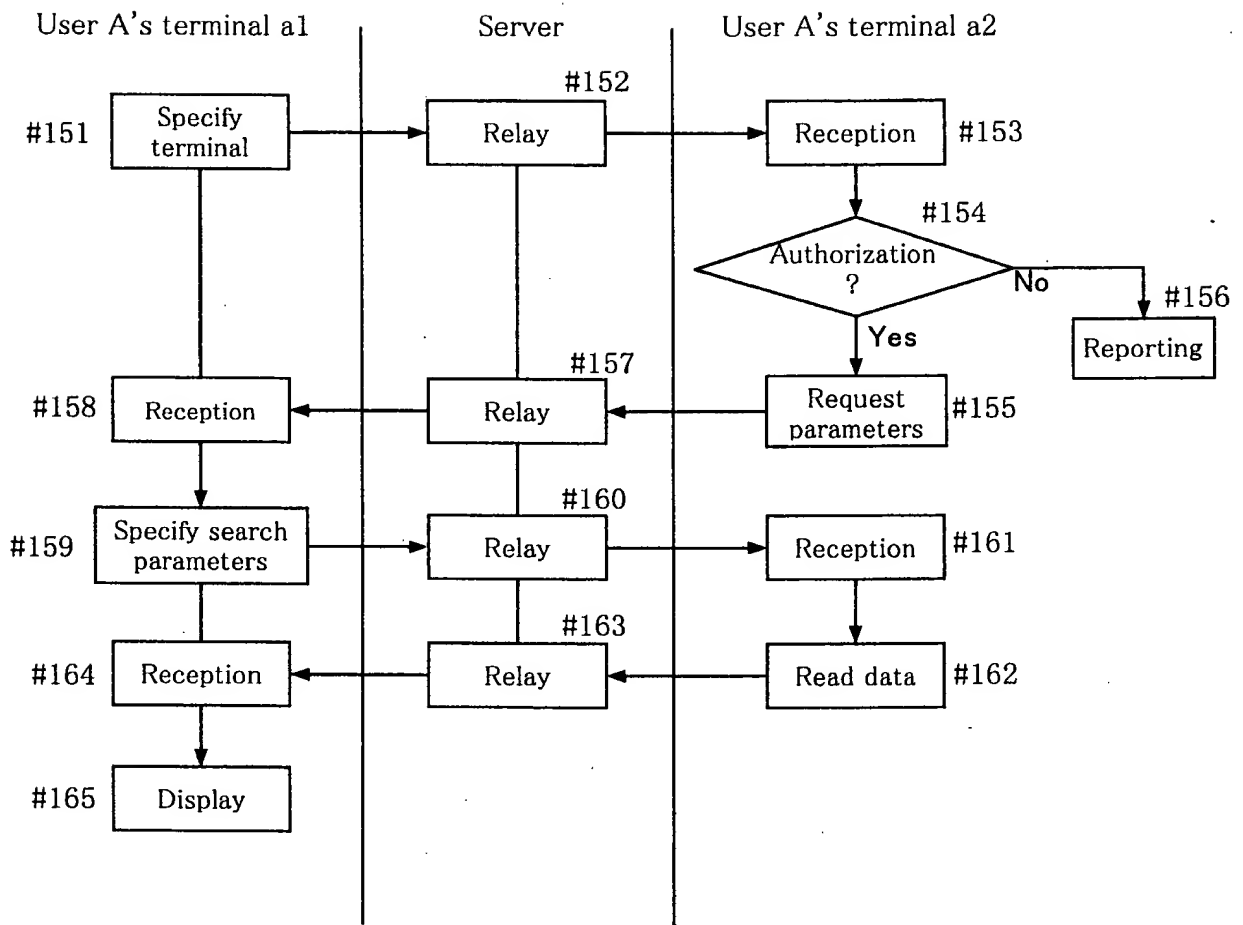 User A's terminal a1
Server
User A's terminal a2
#151
Specify
terminal
#152
Relay
Reception
#153
#154
Authorization
?
No
Yes
#156
Reporting
#158
Reception
#157
Relay
Request
parameters
#155
#159
Specify search
parameters
#160
Relay
Reception
#161
#164
Reception
#163
Relay
Read data
#162
#165
Display